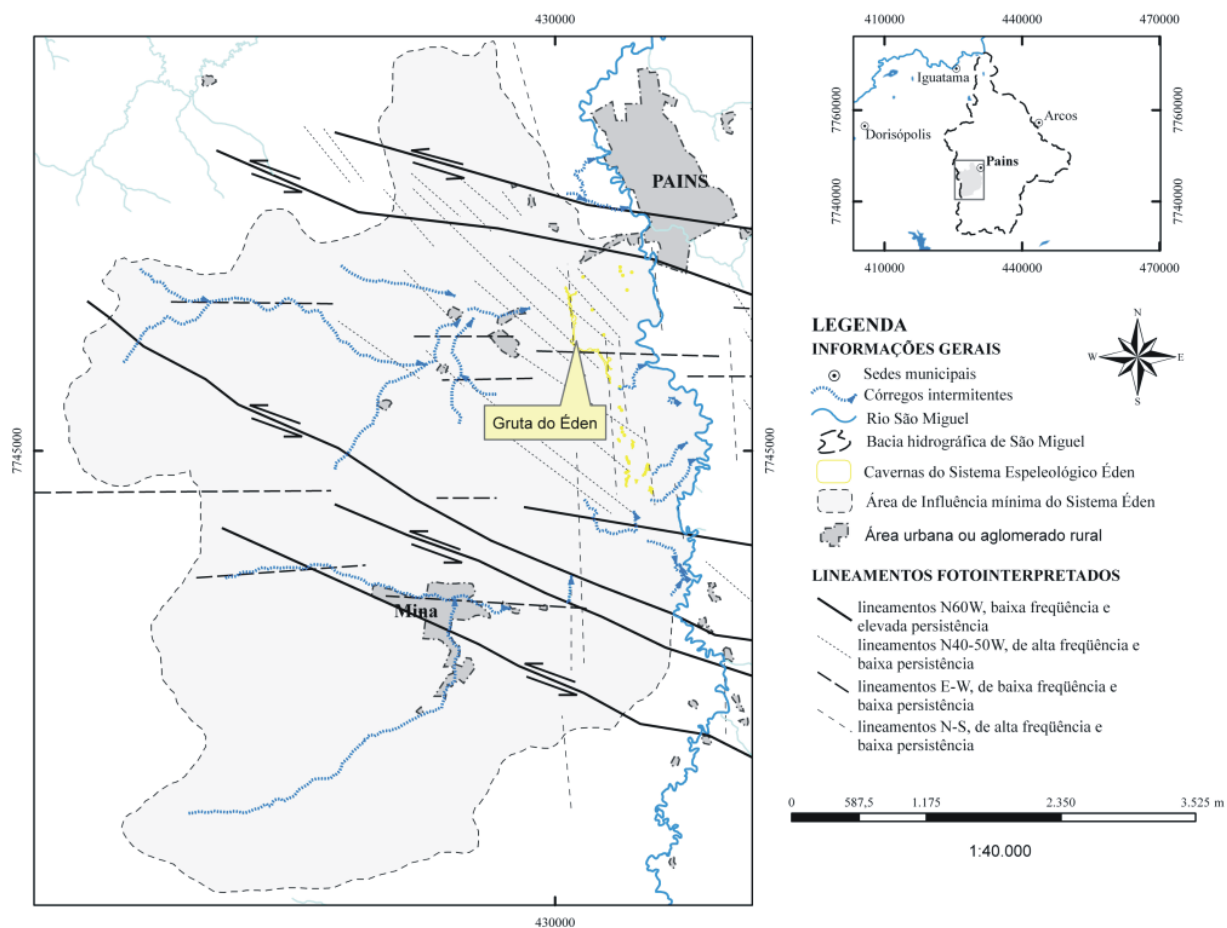 430000
PAINS
Gruta do Éden
7745000
7745000
Mina
430000
410000
440000
470000
Iguatama
7760000
7760000
Dorisópolis
Arcos
Pains
7740000
7740000
410000
440000
470000
LEGENDA
INFORMAÇÕES GERAIS
Sedes municipais
Córregos intermitentes
Rio São Miguel
Bacia hidrográfica de São Miguel
Cavernas do Sistema Espeleológico Éden
Área de Influência mínima do Sistema Éden
Área urbana ou aglomerado rural
N
W
E
S
LINEAMENTOS FOTOINTERPRETADOS
lineamentos N60W, baixa freqüência e
elevada persistência
lineamentos N40-50W, de alta freqüência e
baixa persistência
lineamentos E-W, de baixa freqüência e
baixa persistência
lineamentos N-S, de alta freqüência e
baixa persistência
0 587,5 1.175 2.350 3.525 m
1:40.000